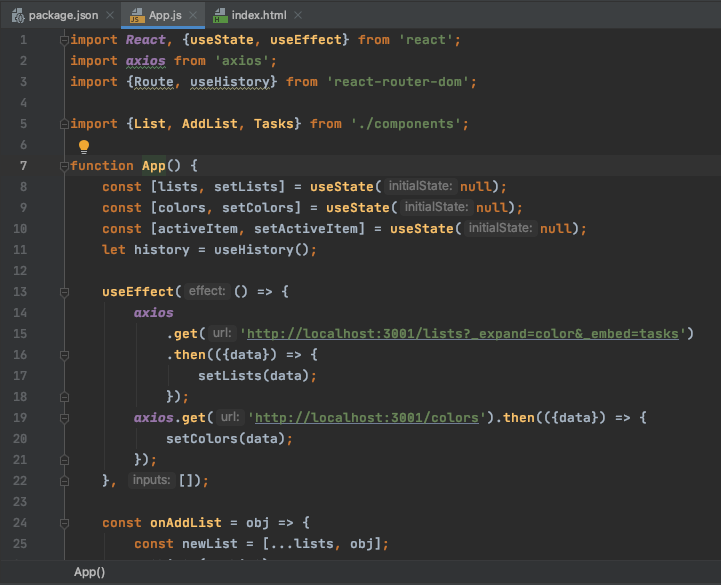 package.json App.js index.html
1 import React, {useState, useEffect} from 'react';
2 import axios from 'axios';
3 import {Route, useHistory} from 'react-router-dom';
4
5 import {List, AddList, Tasks} from './components';
6
7 function App() {
8 const [lists, setLists] = useState( initialState: null);
9 const [colors, setColors] = useState( initialState: null);
10 const [activeItem, setActiveItem] = useState( initialState: null);
11 let history = useHistory();
12
13 useEffect( effect: () => {
14 axios
15 .get( url: 'http://localhost:3001/lists?_expand=color&_embed=tasks')
16 .then(({data}) => {
17 setLists(data);
18 });
19 axios.get( url: 'http://localhost:3001/colors').then(({data}) => {
20 setColors(data);
21 });
22 }, inputs: []);
23
24 const onAddList = obj => {
25 const newList = [...lists, obj];
App()